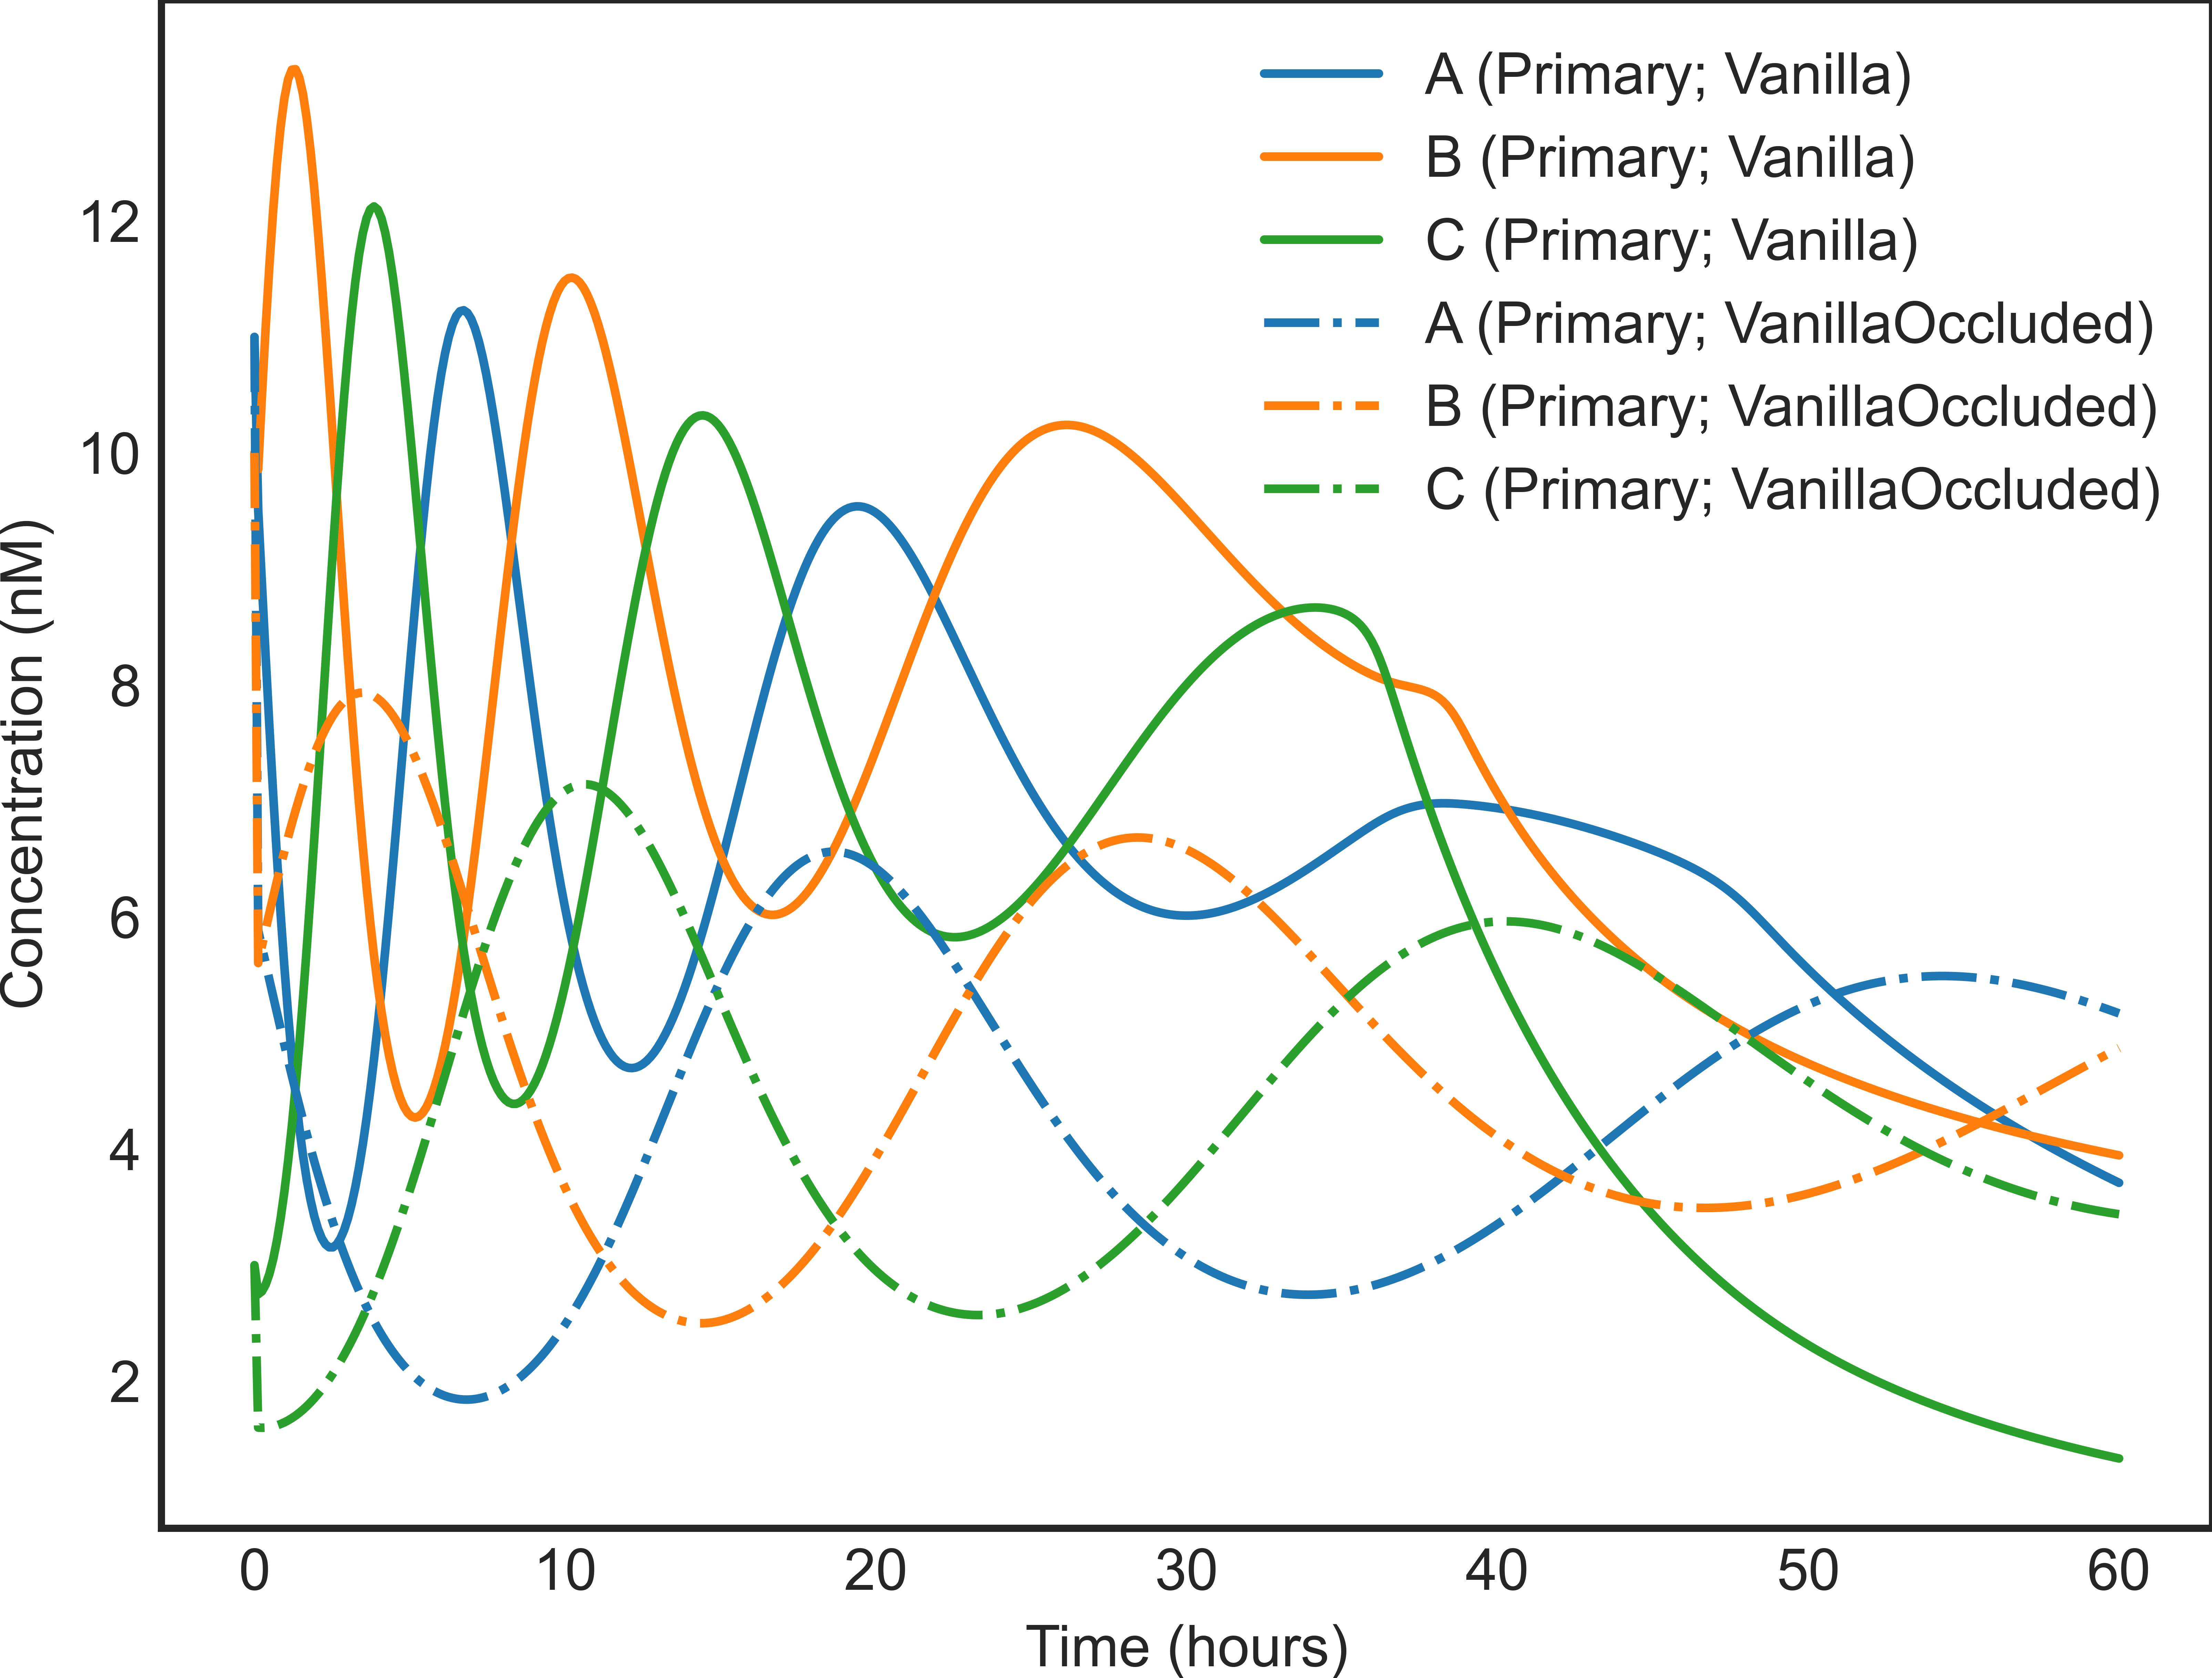 A (Primary; Vanilla)
B (Primary; Vanilla)
C (Primary; Vanilla)
A (Primary; VanillaOccluded)
B (Primary; VanillaOccluded)
C (Primary; VanillaOccluded)
Concentration (nM)
12
10
8
6
4
2
0 10 20 30 40 50 60
Time (hours)